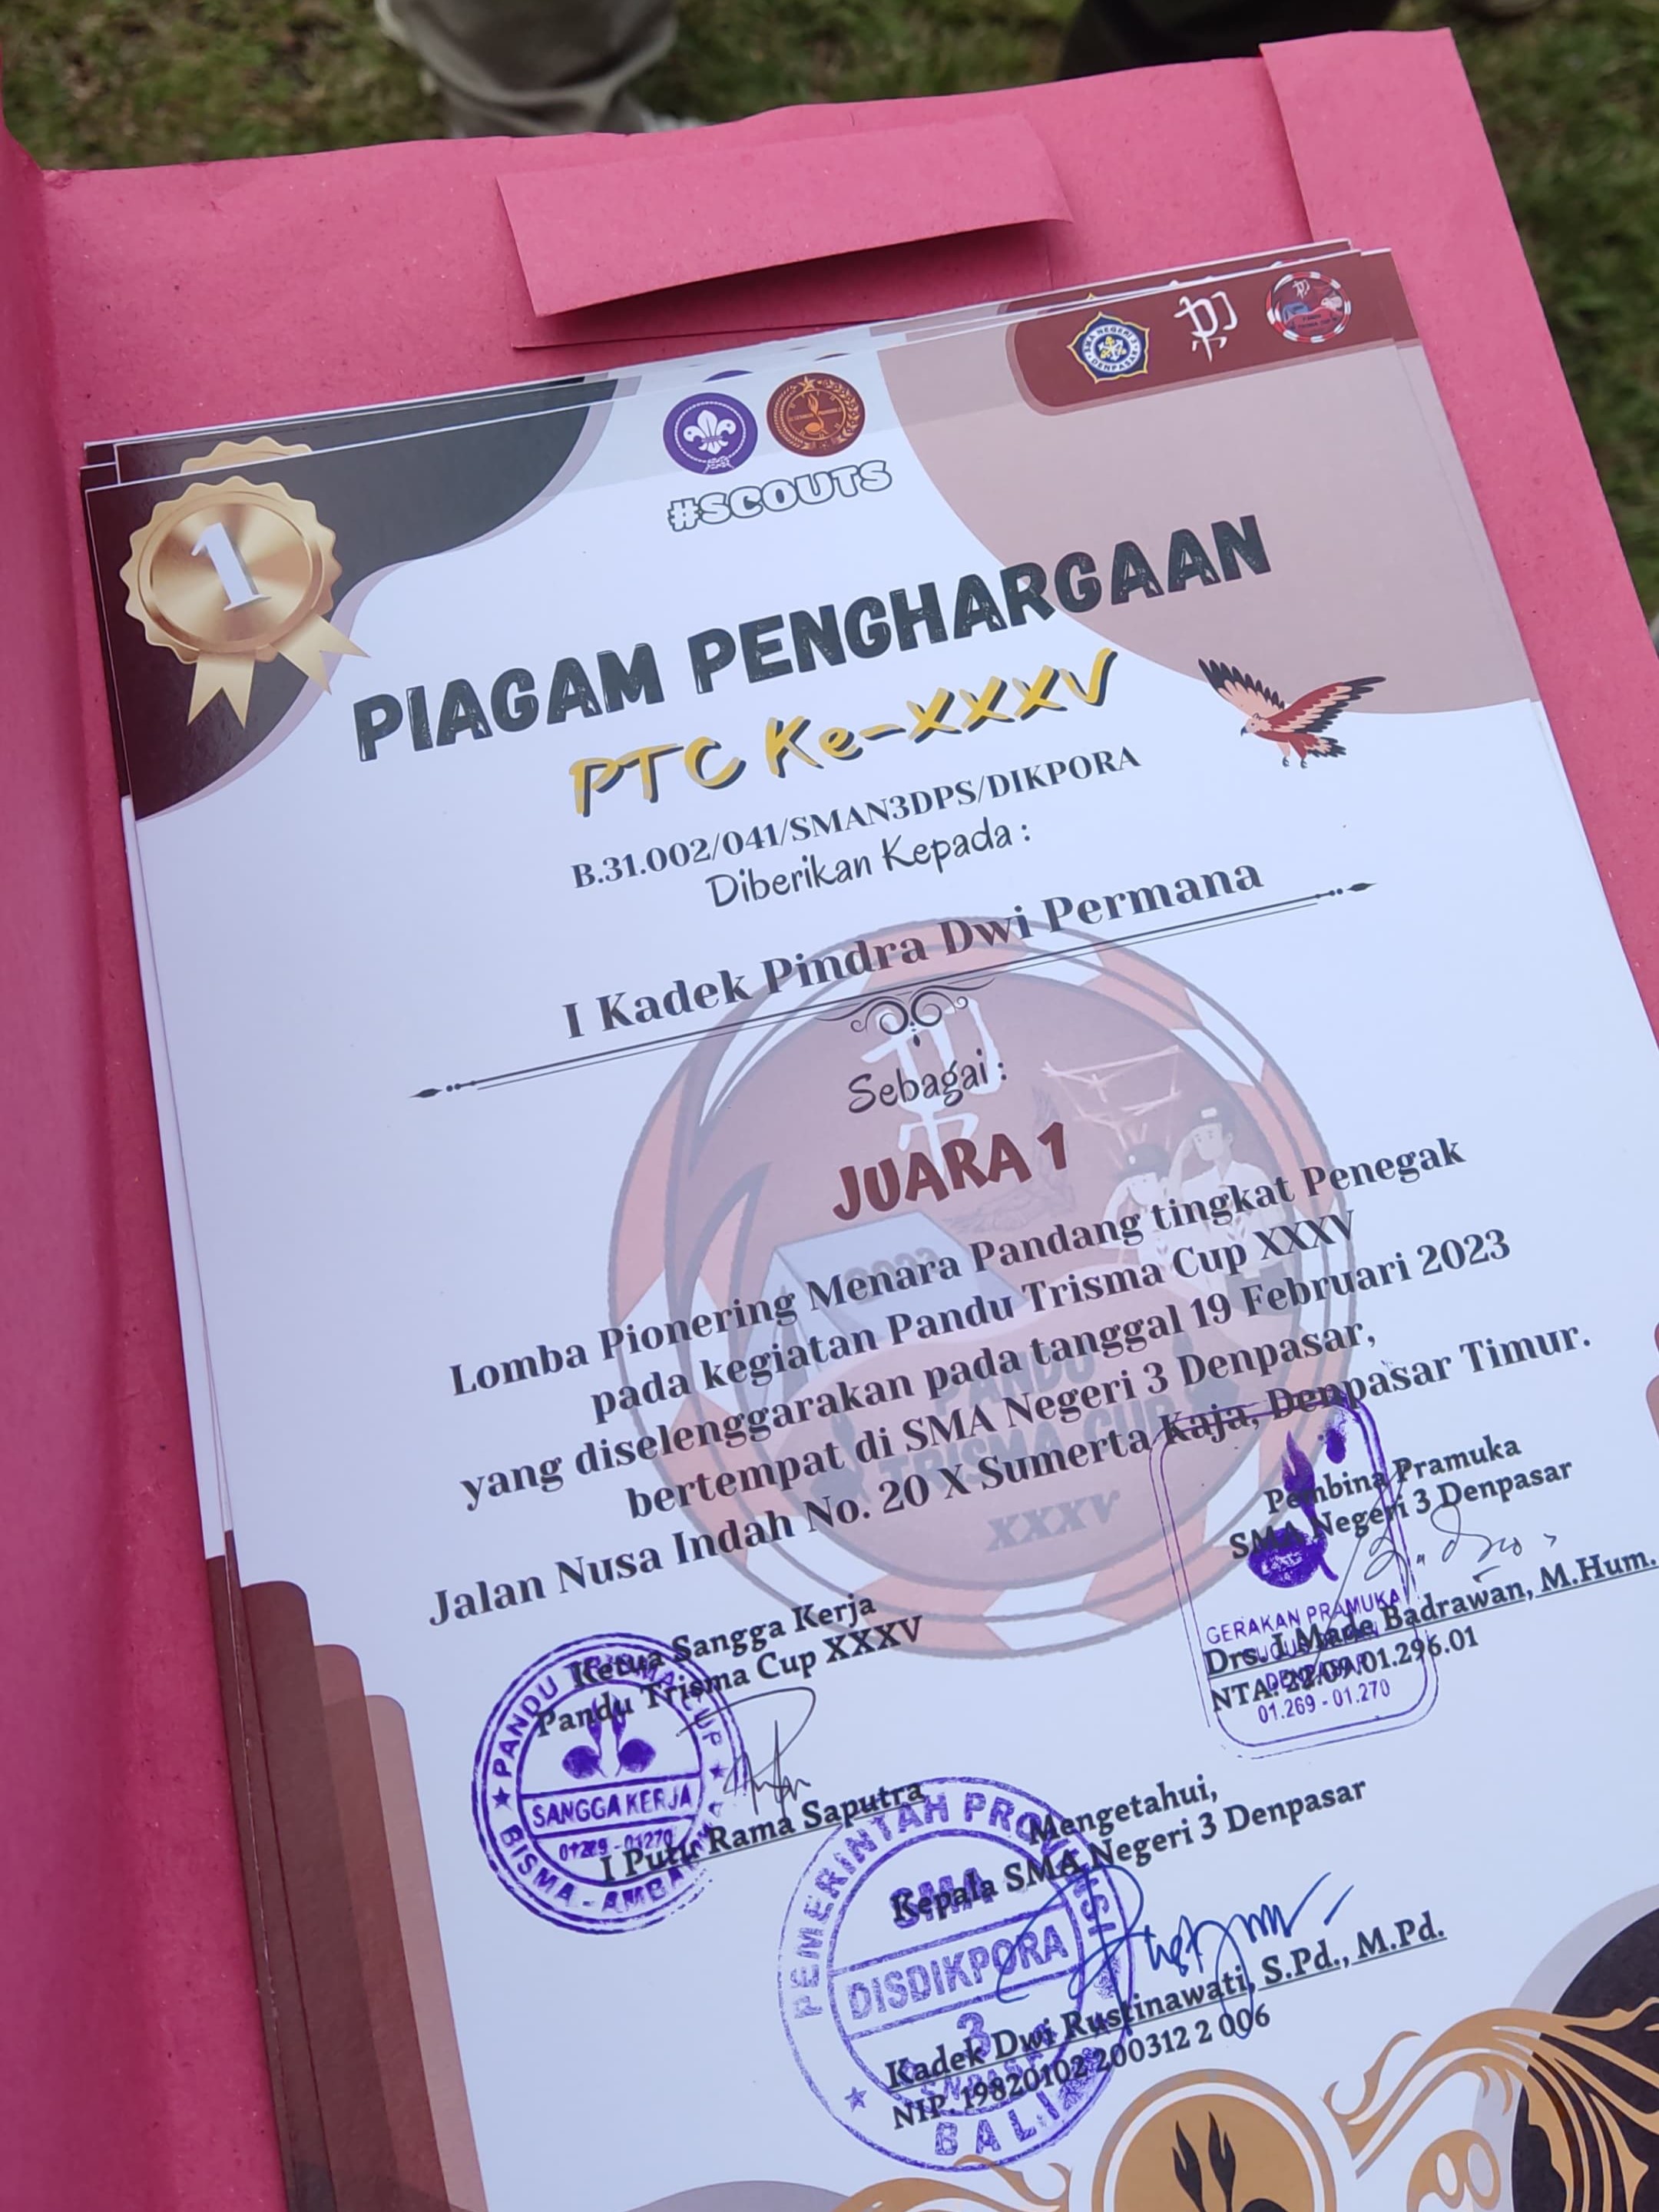 SMA NEGERI 3
DENPASAR
#SCOUTS
1
PIAGAM PENGHARGAAN
PTC Ke-XXXV
B.31.002/041/SMAN3DPS/DIKPORA
Diberikan Kepada :
I Kadek Pindra Dwi Permana
Sebagai :
JUARA 1
Lomba Pionering Menara Pandang tingkat Penegak
pada kegiatan Pandu Trisma Cup XXXV
yang diselenggarakan pada tanggal 19 Februari 2023
bertempat di SMA Negeri 3 Denpasar,
Jalan Nusa Indah No. 20 X Sumerta Kaja, Denpasar Timur.
2023
PANDU
TRISMA CUP
XXXV
Pembina Pramuka
SMA Negeri 3 Denpasar
GERAKAN PRAMUKA
DENPASAR
01.269 - 01.270
Drs. I Made Badrawan, M.Hum.
NTA. 22.09.01.296.01
Ketua Sangga Kerja
Pandu Trisma Cup XXXV
PANDU TRISMA CUP
SANGGA KERJA
01269 - 01270
BISMA - AMBA
I Putu Rama Saputra
Mengetahui,
Kepala SMA Negeri 3 Denpasar
PEMERINTAH PROVINSI
SMA
DISDIKPORA
3
BALI
Kadek Dwi Rustinawati, S.Pd., M.Pd.
NIP. 19820102 200312 2 006